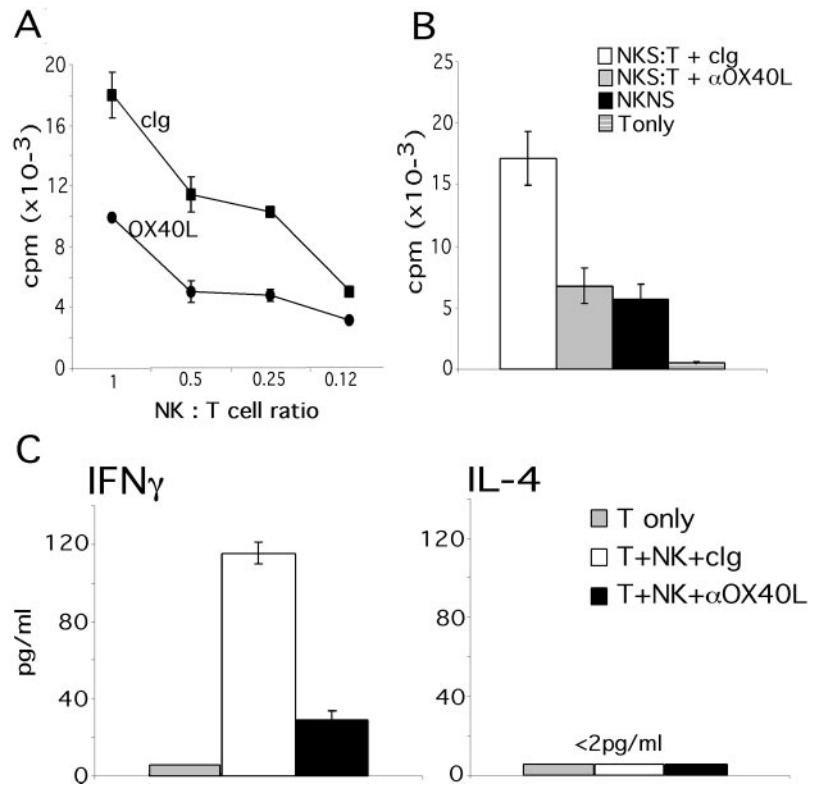 A
20
16
12
8
4
0
cpm (x10-3)
cIg
OX40L
1 0.5 0.25 0.12
NK : T cell ratio
B
NKS:T + cIg
NKS:T + αOX40L
NKNS
Tonly
25
20
15
10
5
0
cpm (x10-3)
C
IFNγ
120
80
40
0
pg/ml
IL-4
T only
T+NK+cIg
T+NK+αOX40L
120
80
40
0
<2pg/ml